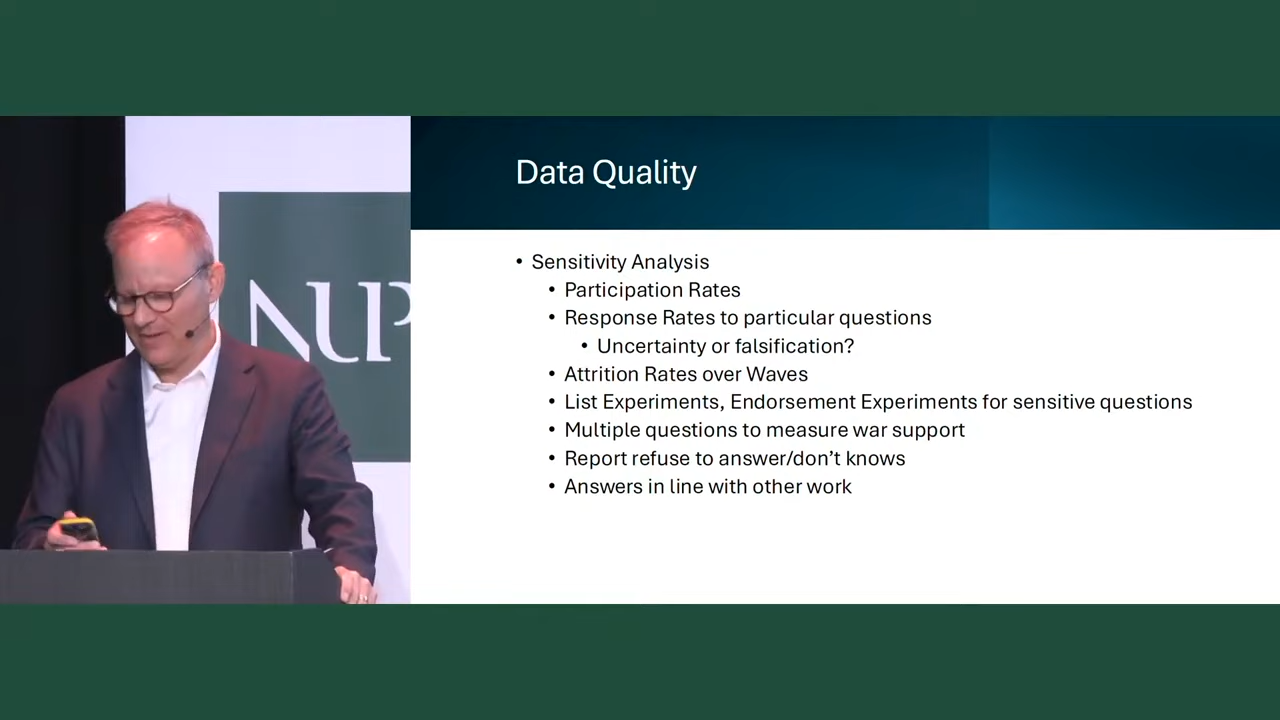 NUP
Data Quality
• Sensitivity Analysis
• Participation Rates
• Response Rates to particular questions
• Uncertainty or falsification?
• Attrition Rates over Waves
• List Experiments, Endorsement Experiments for sensitive questions
• Multiple questions to measure war support
• Report refuse to answer/don’t knows
• Answers in line with other work